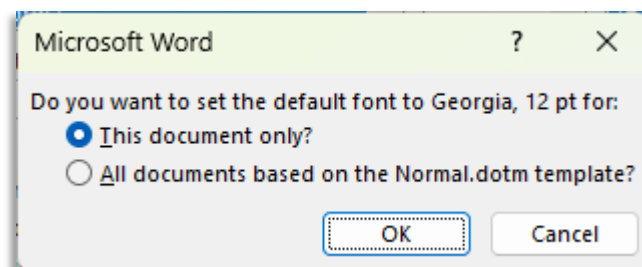 Microsoft Word ?
Do you want to set the default font to Georgia, 12 pt for:
This document only?
All documents based on the Normal.dotm template?
OK Cancel